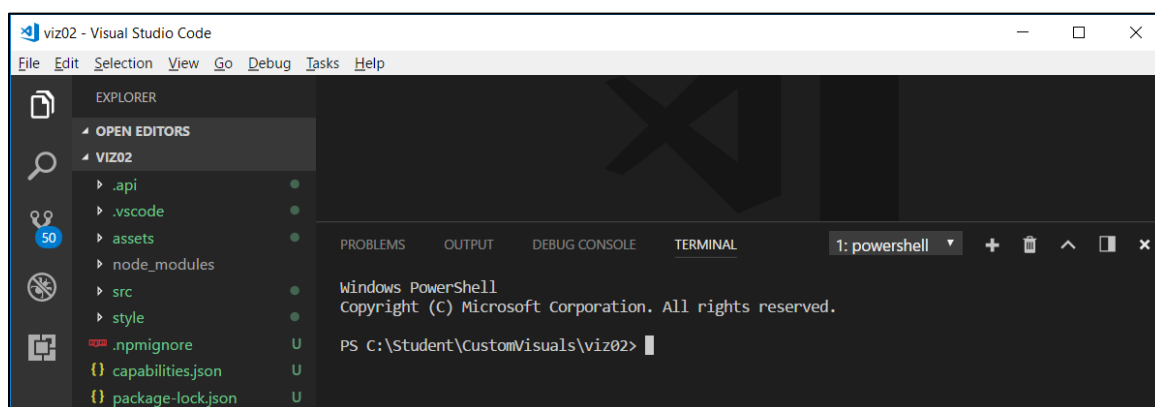 viz02 - Visual Studio Code
File Edit Selection View Go Debug Tasks Help
EXPLORER
OPEN EDITORS
VIZ02
.api
.vscode
50
assets
node_modules
src
style
npm .npmignore U
{} capabilities.json U
{} package-lock.json U
PROBLEMS OUTPUT DEBUG CONSOLE TERMINAL 1: powershell
Windows PowerShell
Copyright (C) Microsoft Corporation. All rights reserved.
PS C:\Student\CustomVisuals\viz02>